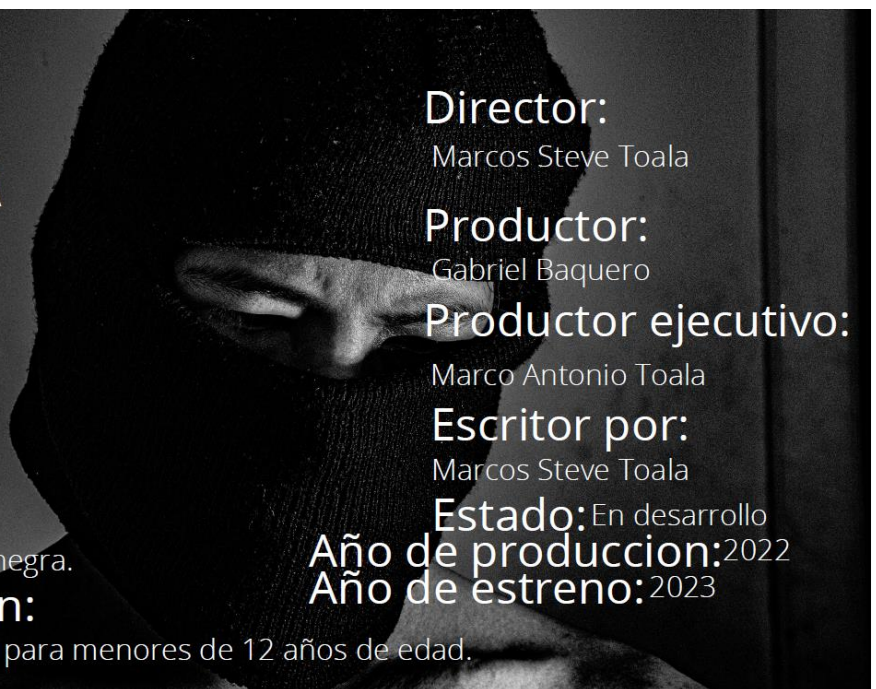 Director:
Marcos Steve Toala
Productor:
Gabriel Baquero
Productor ejecutivo:
Marco Antonio Toala
Escritor por:
Marcos Steve Toala
Estado: En desarrollo
Año de produccion: 2022
Año de estreno: 2023
negra.
n:
para menores de 12 años de edad.